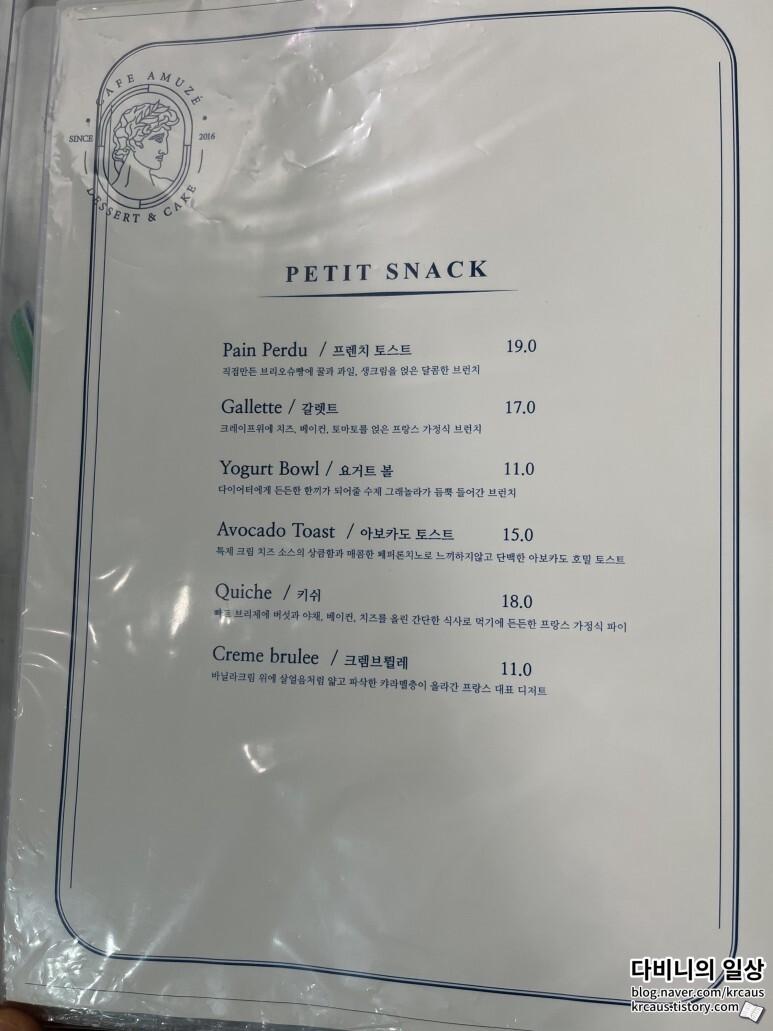 CAFE AMUZÉ
SINCE 2016
DESSERT & CAKE
PETIT SNACK
Pain Perdu / 프렌치 토스트 19.0
직접만든 브리오슈빵에 꿀과 과일, 생크림을 얹은 달콤한 브런치
Gallette / 갈렛트 17.0
크레이프위에 치즈, 베이컨, 토마토를 얹은 프랑스 가정식 브런치
Yogurt Bowl / 요거트 볼 11.0
다이어터에게 든든한 한끼가 되어줄 수제 그래놀라가 듬뿍 들어간 브런치
Avocado Toast / 아보카도 토스트 15.0
특제 크림 치즈 소스의 상큼함과 매콤한 페퍼론치노로 느끼하지않고 단백한 아보카도 호밀 토스트
Quiche / 키쉬 18.0
브리제에 버섯과 야채, 베이컨, 치즈를 올린 간단한 식사로 먹기에 든든한 프랑스 가정식 파이
Creme brulee / 크렘브륄레 11.0
바닐라크림 위에 살얼음처럼 얇고 파삭한 캬라멜층이 올라간 프랑스 대표 디저트
다비니의 일상
blog.naver.com/krcaus
krcaus-tistory.com